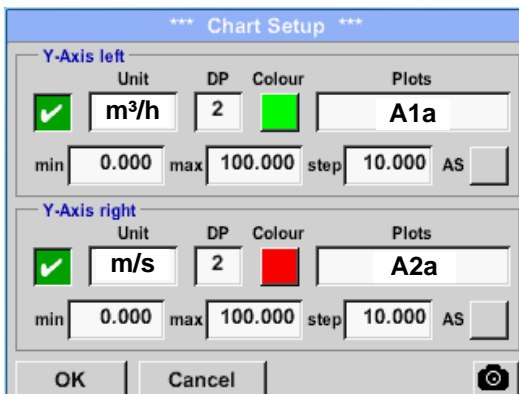 *** Chart Setup ***
Y-Axis left
Unit DP Colour Plots
m³/h 2 A1a
min 0.000 max 100.000 step 10.000 AS
Y-Axis right
Unit DP Colour Plots
m/s 2 A2a
min 0.000 max 100.000 step 10.000 AS
OK Cancel